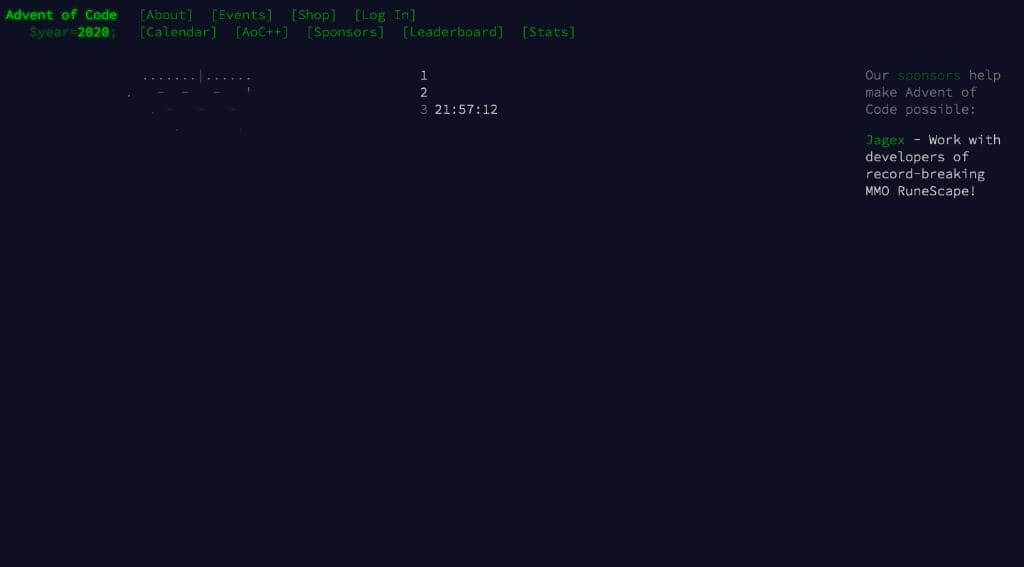 Advent of Code [About] [Events] [Shop] [Log In]
$year=2020; [Calendar] [AoC++] [Sponsors] [Leaderboard] [Stats]
.......|...... 1
. - - - ' 2
3 21:57:12
Our sponsors help
make Advent of
Code possible:
Jagex - Work with
developers of
record-breaking
MMO RuneScape!